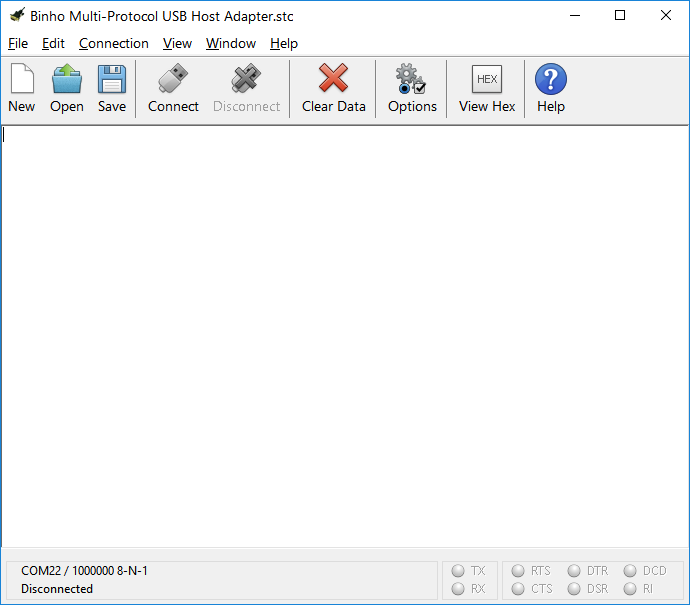 Binho Multi-Protocol USB Host Adapter.stc
File Edit Connection View Window Help
HEX
New Open Save Connect Disconnect Clear Data Options View Hex Help
COM22 / 1000000 8-N-1
Disconnected
TX RTS DTR DCD
RX CTS DSR RI